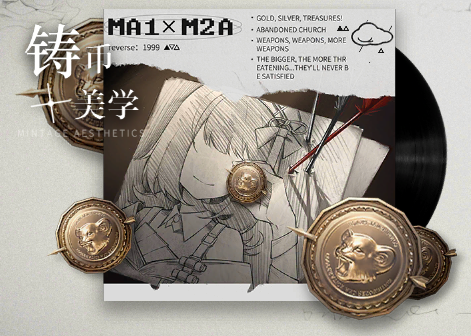 铸币
美学
MINTAGE AESTHETICS
MA1×M2A
reverse: 1999
• GOLD, SILVER, TREASURES!
• ABANDONED CHURCH
• WEAPONS, WEAPONS, MORE
WEAPONS
• THE BIGGER, THE MORE THR
EATENING...THEY'LL NEVER B
E SATISFIED